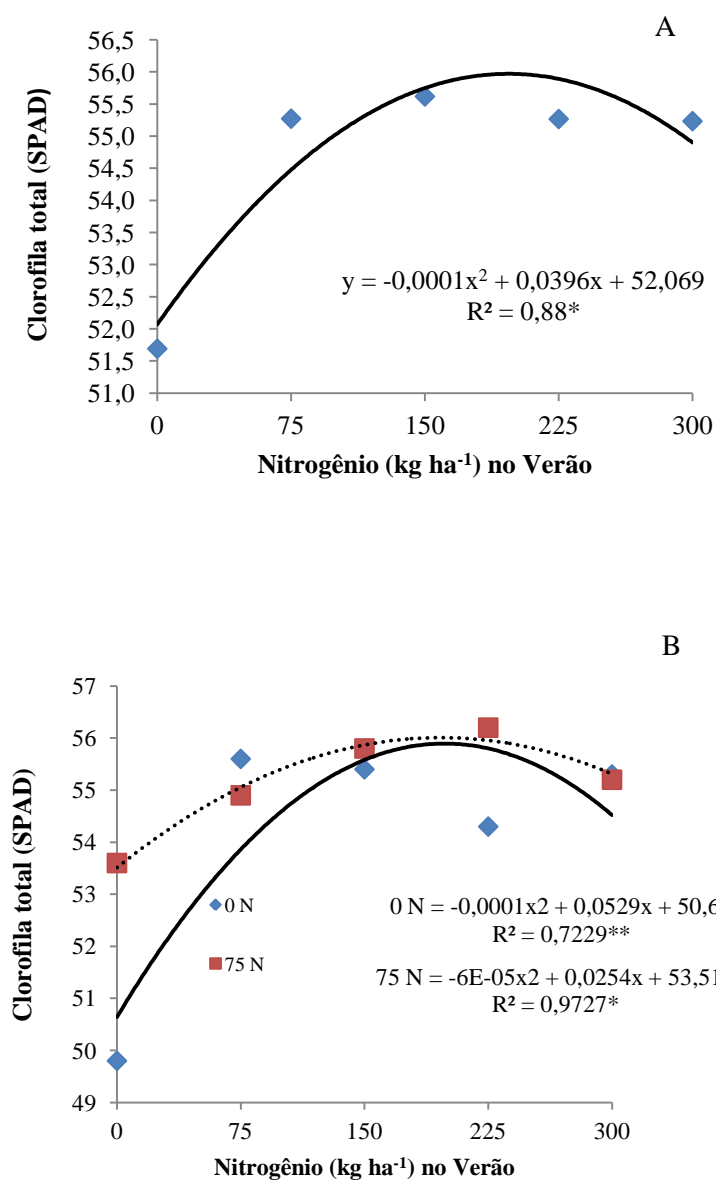 A
Clorofila total (SPAD)
56,5
56,0
55,5
55,0
54,5
54,0
53,5
53,0
52,5
52,0
51,5
51,0
y = -0,0001x² + 0,0396x + 52,069
R² = 0,88*
0 75 150 225 300
Nitrogênio (kg ha⁻¹) no Verão
B
Clorofila total (SPAD)
57
56
55
54
53
52
51
50
49
0 N
75 N
0 N = -0,0001x2 + 0,0529x + 50,6
R² = 0,7229**
75 N = -6E-05x2 + 0,0254x + 53,51
R² = 0,9727*
0 75 150 225 300
Nitrogênio (kg ha⁻¹) no Verão